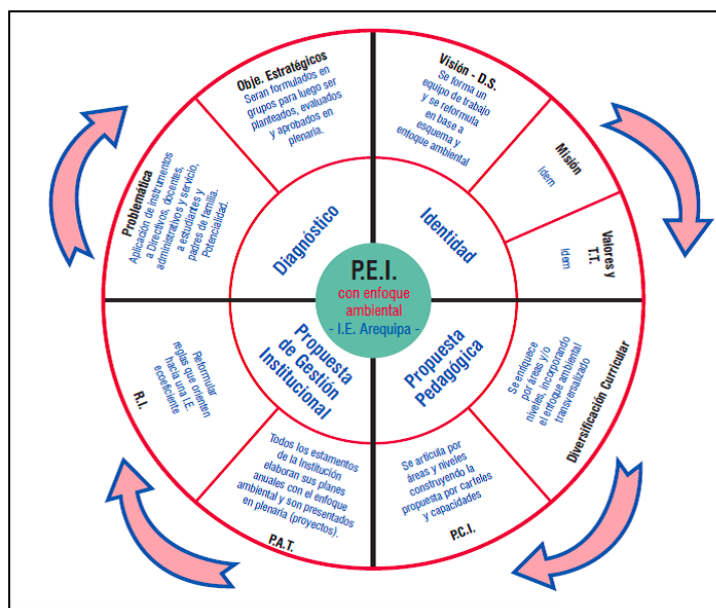 P.E.I.
con enfoque
ambiental
- I.E. Arequipa -
Identidad
Visión - D.S.
Se forma un
equipo de trabajo
y se reformula
en base a
esquema y
enfoque ambiental
Misión
Idem
Valores y
T.T.
Idem
Propuesta
Pedagógica
Diversificación Curricular
Se enriquece
por áreas y/o
niveles, incorporando
el enfoque ambiental
transversalizado
Se articula por
áreas y niveles
construyendo la
propuesta por carteles
y capacidades
P.C.I.
Propuesta
de Gestión
Institucional
Todos los estamentos
de la Institución
elaboran sus planes
anuales con el enfoque
ambiental y son presentados
en plenaria (proyectos).
P.A.T.
Reformular
reglas que orienten
hacia una I.E.
ecoeficiente
R.I.
Diagnóstico
Problemática
Aplicación de instrumentos
a Directivos, docentes,
administrativos y servicio,
a estudiantes y
padres de familia.
Potencialidad.
Obje. Estratégicos
Seran formulados en
grupos para luego ser
planteados, evaluados
y aprobados en
plenaria.